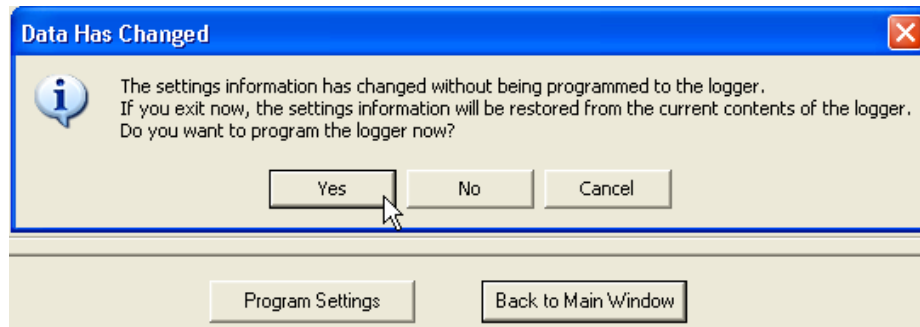 Data Has Changed
The settings information has changed without being programmed to the logger.
If you exit now, the settings information will be restored from the current contents of the logger.
Do you want to program the logger now?
Yes No Cancel
Program Settings Back to Main Window